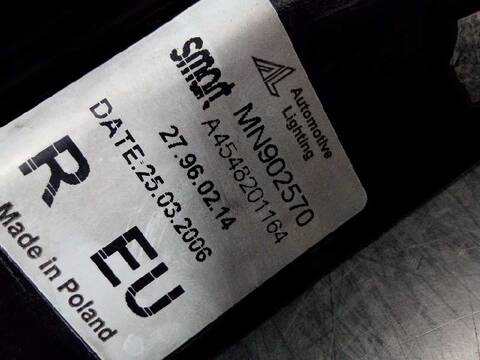 Automotive
Lighting
smart
MN902570
A4548201164
27.96.02.14
DATE:25.03.2006
R EU
Made in Poland